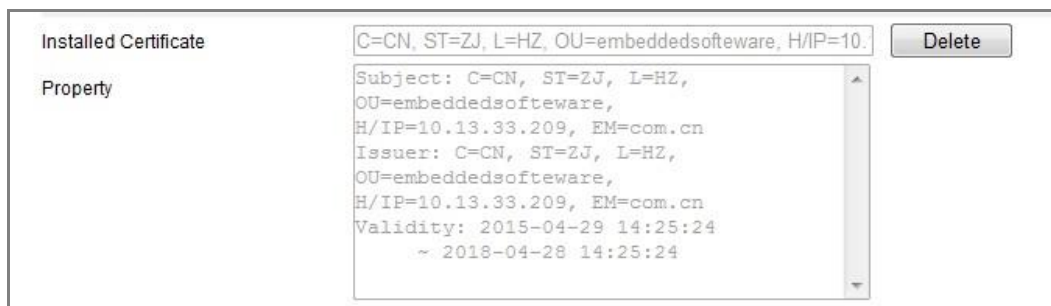 Installed Certificate
C=CN, ST=ZJ, L=HZ, OU=embeddedsofteware, H/IP=10.
Delete
Property
Subject: C=CN, ST=ZJ, L=HZ,
OU=embeddedsofteware,
H/IP=10.13.33.209, EM=com.cn
Issuer: C=CN, ST=ZJ, L=HZ,
OU=embeddedsofteware,
H/IP=10.13.33.209, EM=com.cn
Validity: 2015-04-29 14:25:24
~ 2018-04-28 14:25:24